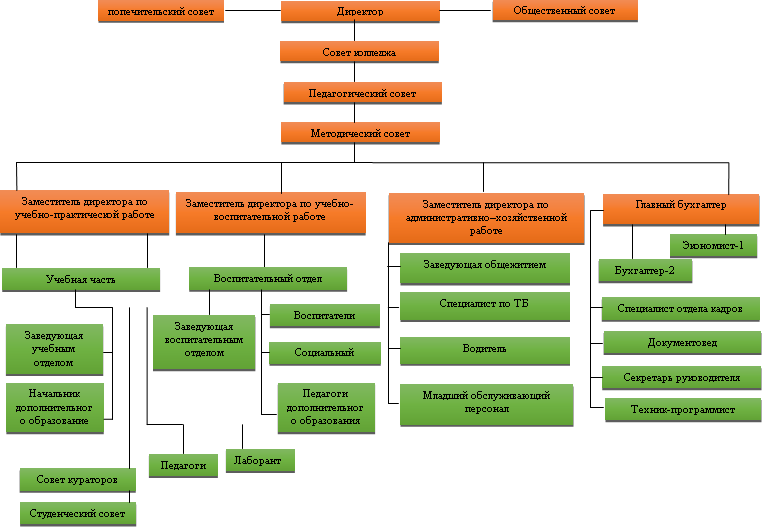 попечительский совет
Директор
Общественный совет
Совет колледжа
Педагогический совет
Методический совет
Заместитель директора по
учебно-практической работе
Заместитель директора по учебно-
воспитательной работе
Заместитель директора по
административно–хозяйственной
работе
Главный бухгалтер
Экономист-1
Бухгалтер-2
Учебная часть
Воспитательный отдел
Заведующая общежитием
Специалист по ТБ
Водитель
Младший обслуживающий
персонал
Специалист отдела кадров
Документовед
Секретарь руководителя
Техник-программист
Заведующая
учебным
отделом
Начальник
дополнительног
о образование
Заведующая
воспитательным
отделом
Воспитатели
Социальный
Педагоги
дополнительног
о образования
Педагоги
Лаборант
Совет кураторов
Студенческий совет